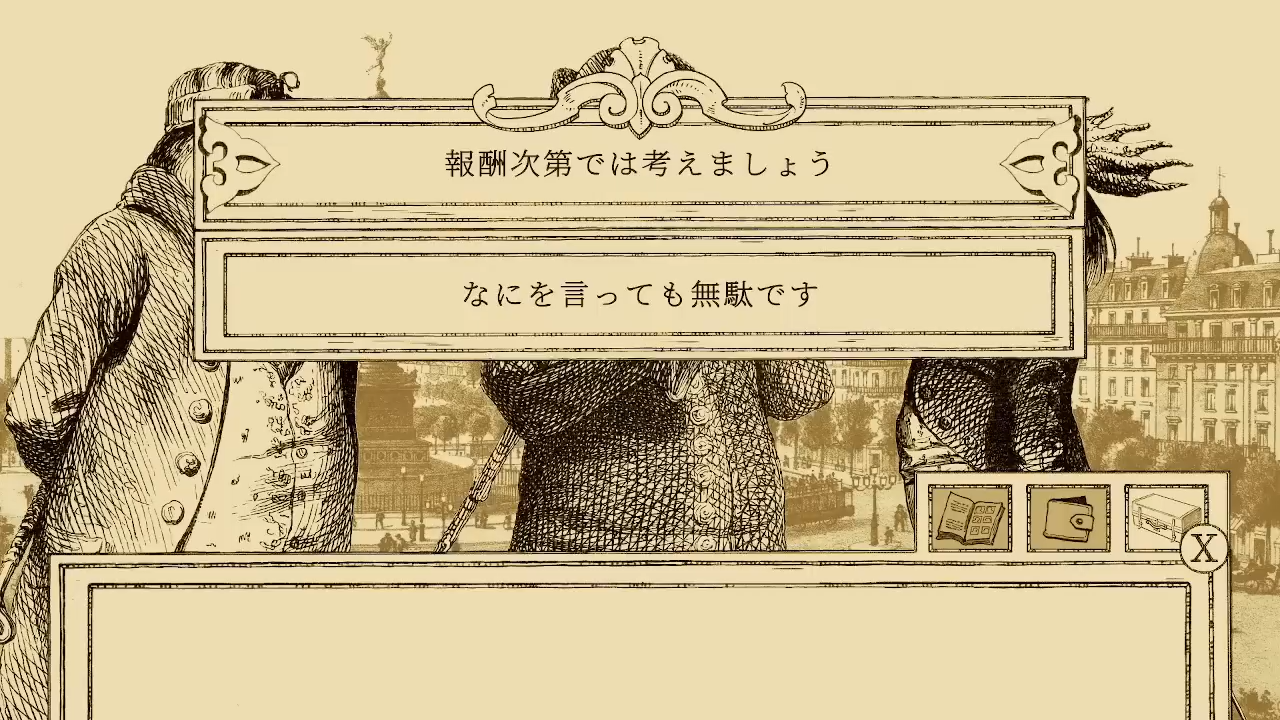 報酬次第では考えましょう
なにを言っても無駄です
X